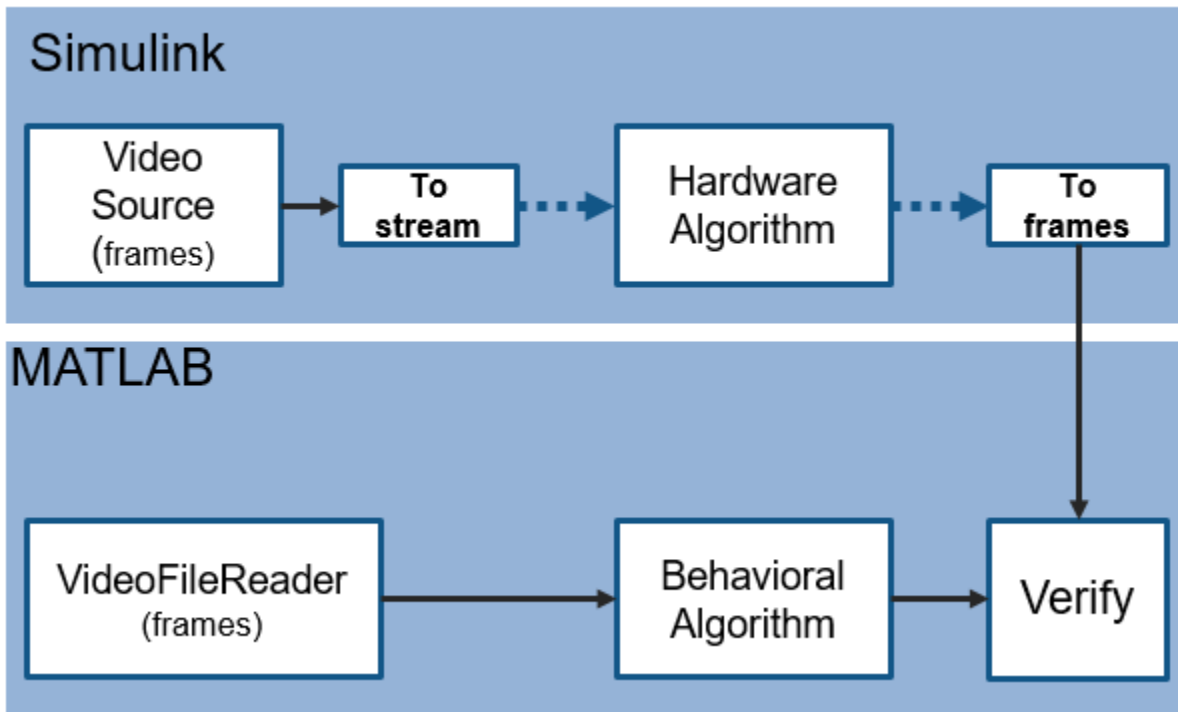 Simulink
Video
Source
(frames)
To
stream
Hardware
Algorithm
To
frames
MATLAB
VideoFileReader
(frames)
Behavioral
Algorithm
Verify